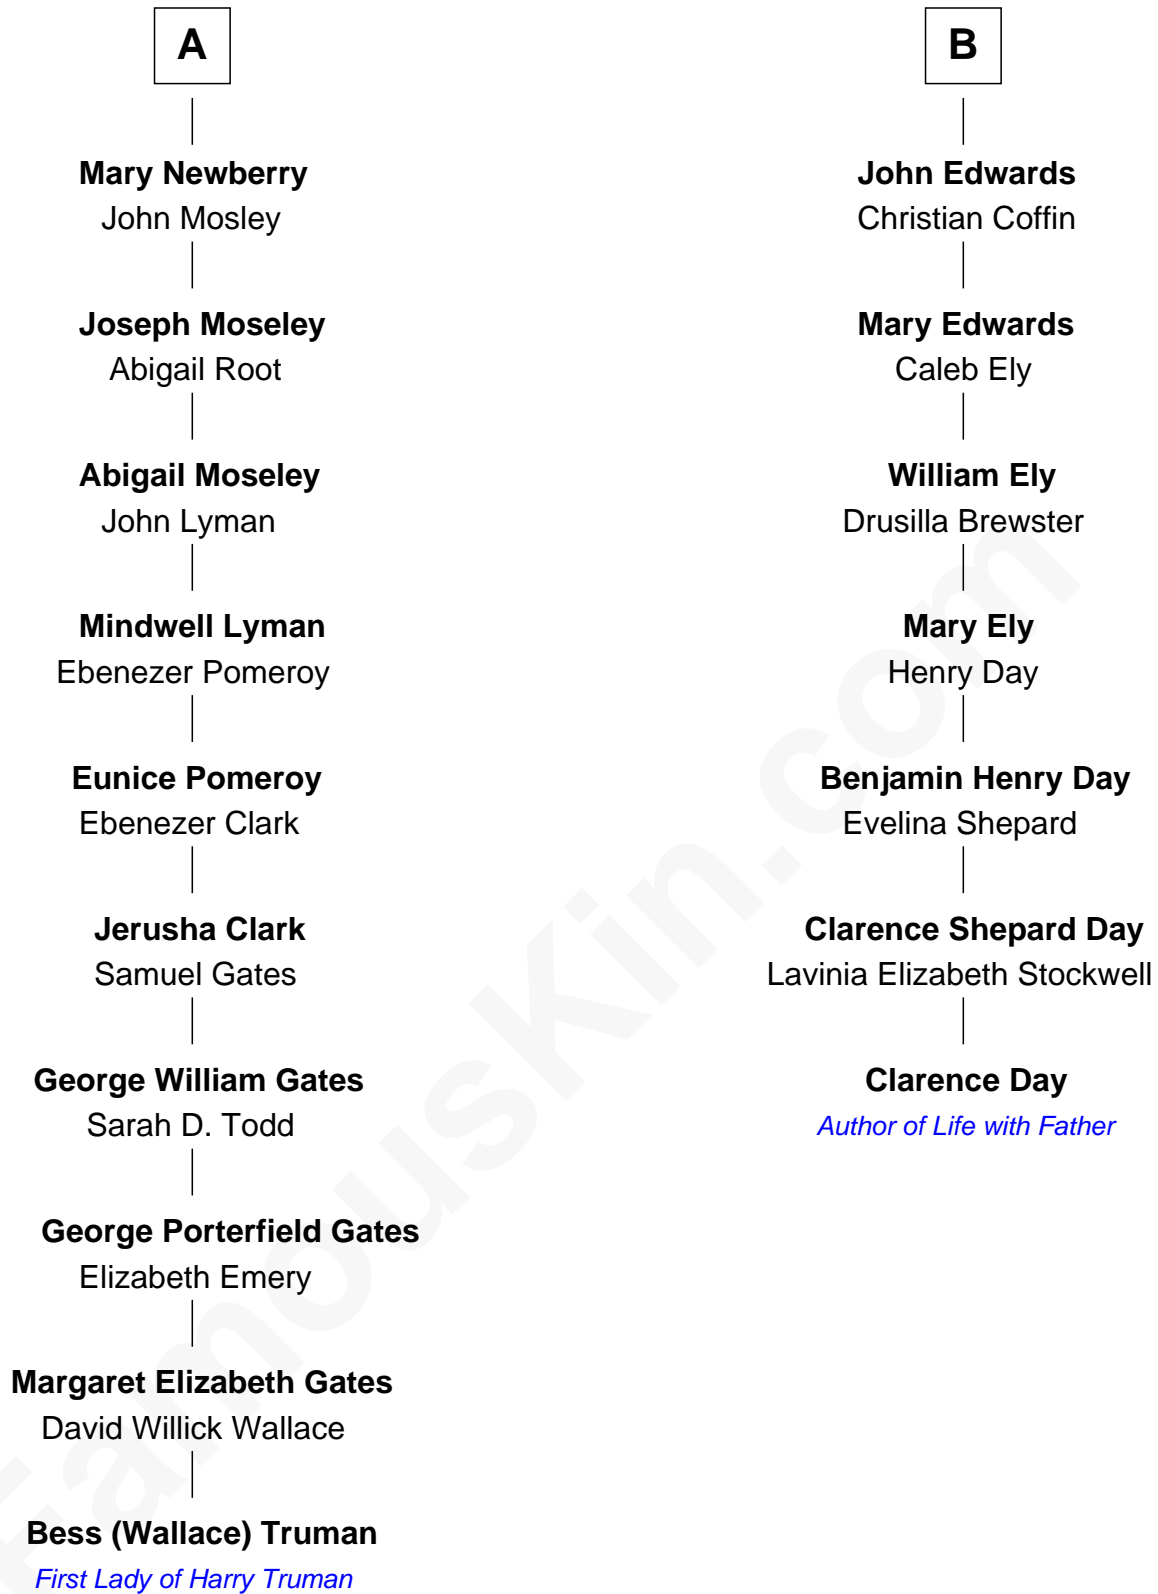 A
Mary Newberry
John Mosley
Joseph Moseley
Abigail Root
Abigail Moseley
John Lyman
Mindwell Lyman
Ebenezer Pomeroy
Eunice Pomeroy
Ebenezer Clark
Jerusha Clark
Samuel Gates
George William Gates
Sarah D. Todd
George Porterfield Gates
Elizabeth Emery
Margaret Elizabeth Gates
David Willick Wallace
Bess (Wallace) Truman
First Lady of Harry Truman
B
John Edwards
Christian Coffin
Mary Edwards
Caleb Ely
William Ely
Drusilla Brewster
Mary Ely
Henry Day
Benjamin Henry Day
Evelina Shepard
Clarence Shepard Day
Lavinia Elizabeth Stockwell
Clarence Day
Author of Life with Father
FamousKin.com